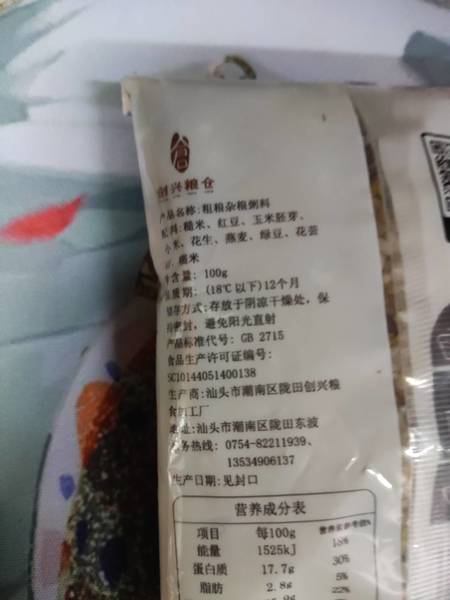 创兴粮仓
产品名称:粗粮杂粮粥料
配料:糙米、红豆、玉米胚芽、
小米、花生、燕麦、绿豆、花芸
糯米
净含量: 100g
保质期: (18℃以下)12个月
储存方式:存放于阴凉干燥处, 保
持密封, 避免阳光直射
产品标准代号: GB 2715
食品生产许可证编号:
SC10144051400138
生产商:汕头市潮南区陇田创兴粮
食加工厂
地址:汕头市潮南区陇田东波
服务热线: 0754-82211939、
13534906137
生产日期:见封口
营养成分表
项目 每100g 营养素参考值%
能量 1525kJ 18%
蛋白质 17.7g 30%
脂肪 2.8g 5%
22%